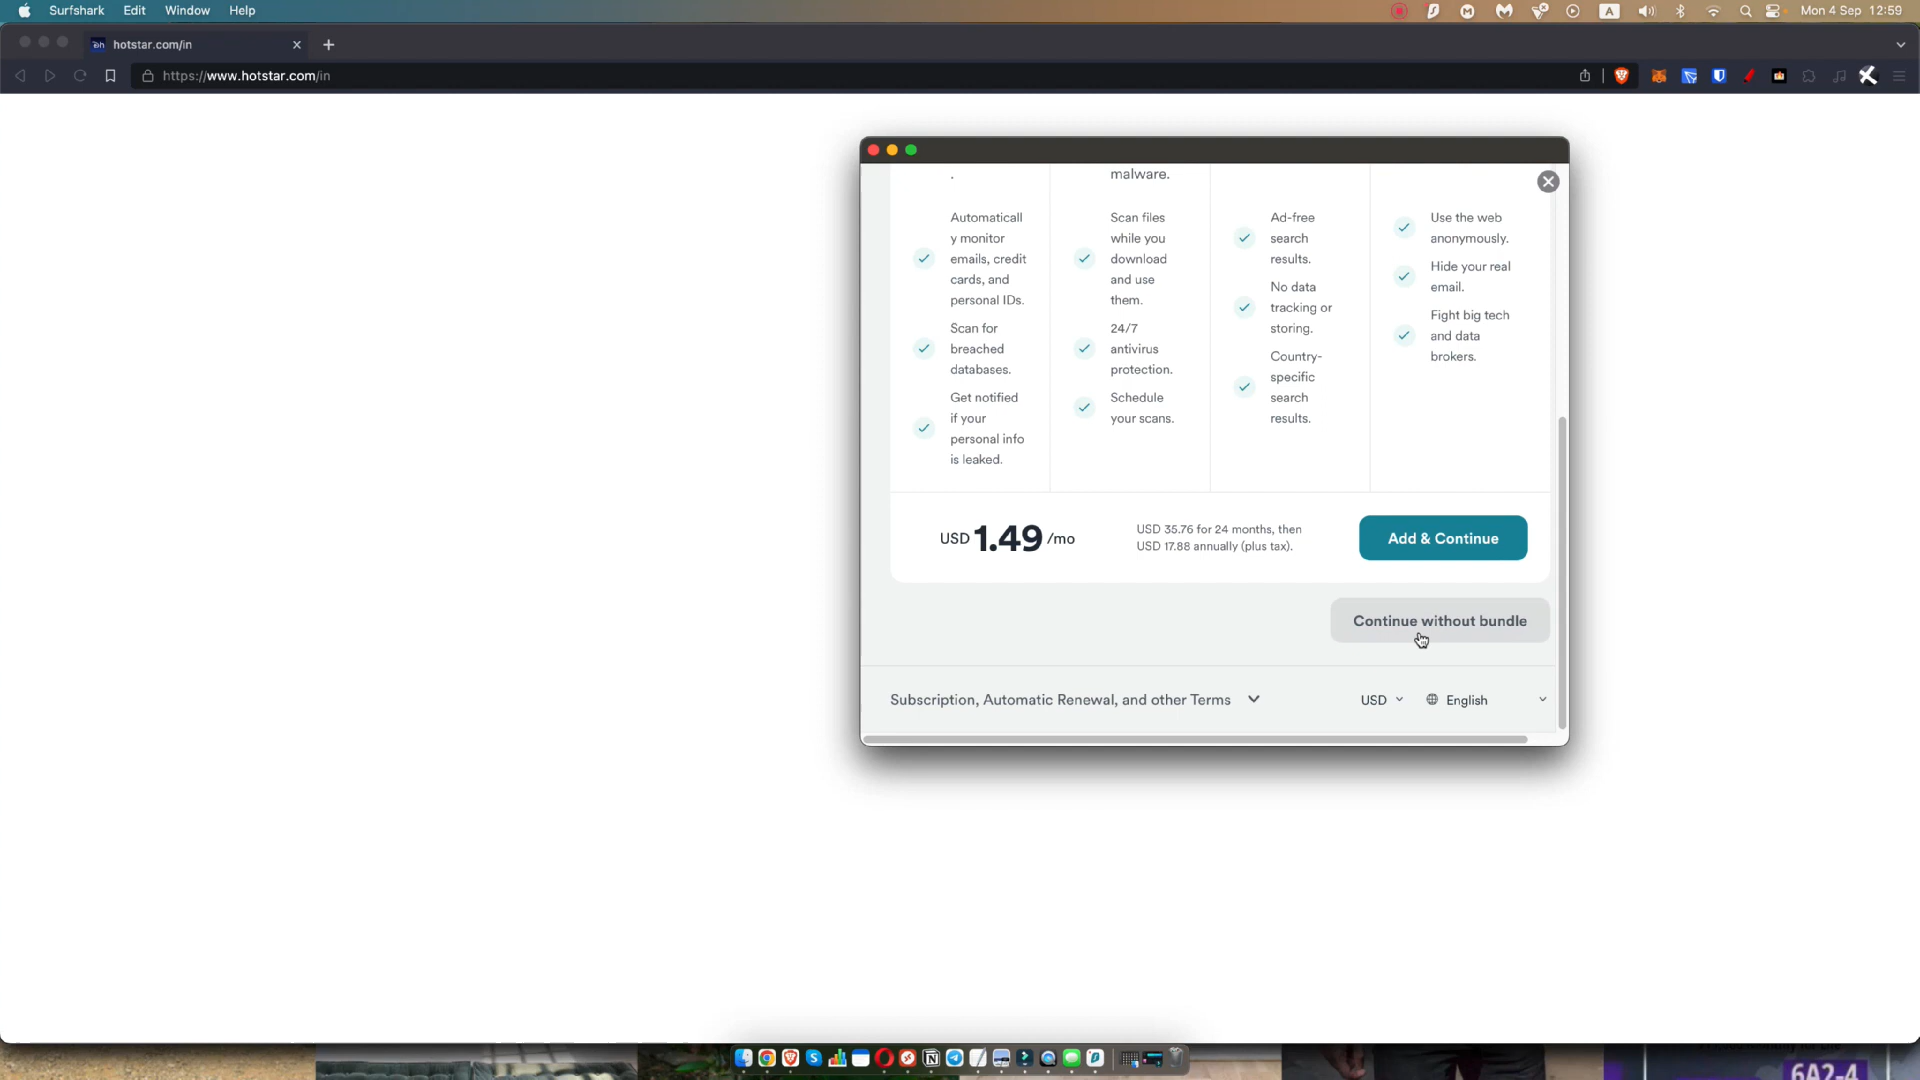 Surfshark Edit Window Help
A Mon 4 Sep 12:59
hotstar.com/in
https://www.hotstar.com/in
.
Automaticall
y monitor
emails, credit
cards, and
personal IDs.
Scan for
breached
databases.
Get notified
if your
personal info
is leaked.
malware.
Scan files
while you
download
and use
them.
24/7
antivirus
protection.
Schedule
your scans.
Ad-free
search
results.
No data
tracking or
storing.
Country-
specific
search
results.
Use the web
anonymously.
Hide your real
email.
Fight big tech
and data
brokers.
USD 1.49 /mo
USD 35.76 for 24 months, then
USD 17.88 annually (plus tax).
Add & Continue
Continue without bundle
Subscription, Automatic Renewal, and other Terms
USD
English
6A2-4